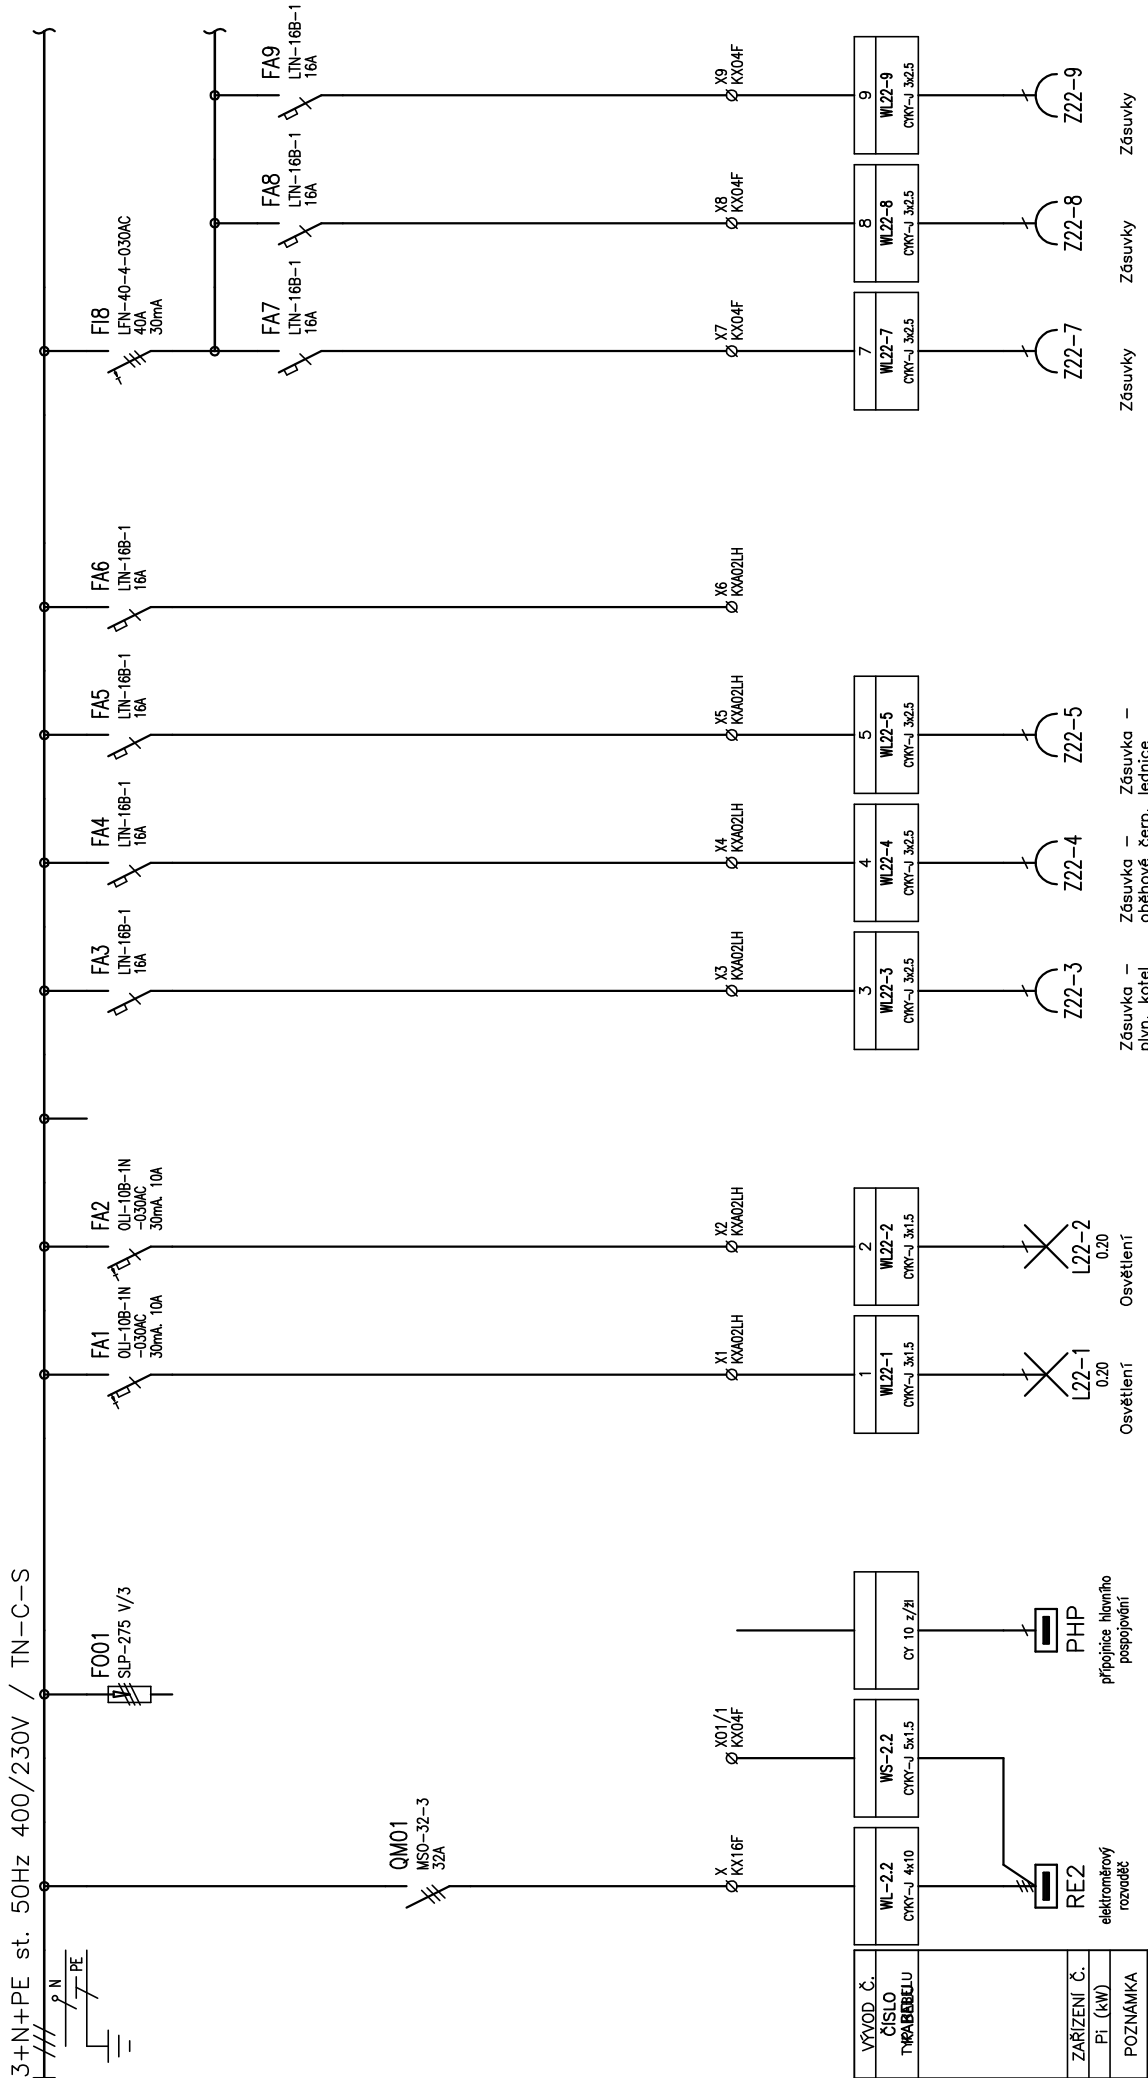 3+N+PE st. 50Hz 400/230V / TN-C-S
N
PE
F001
SLP-275 V/3
QM01
MSO-32-3
32A
FA1
OLI-10B-1N
-030AC
30mA. 10A
FA2
OLI-10B-1N
-030AC
30mA. 10A
FA3
LTN-16B-1
16A
FA4
LTN-16B-1
16A
FA5
LTN-16B-1
16A
FA6
LTN-16B-1
16A
FI8
LFN-40-4-030AC
40A
30mA
FA7
LTN-16B-1
16A
FA8
LTN-16B-1
16A
FA9
LTN-16B-1
16A
X
KX16F
X01/1
KX04F
X1
KXA02LH
X2
KXA02LH
X3
KXA02LH
X4
KXA02LH
X5
KXA02LH
X6
KXA02LH
X7
KX04F
X8
KX04F
X9
KX04F
VÝVOD Č.
1
2
3
4
5
7
8
9
ČÍSLO
WL-2.2
WS-2.2
WL22-1
WL22-2
WL22-3
WL22-4
WL22-5
WL22-7
WL22-8
WL22-9
CYKY-J 4x10
CYKY-J 5x1.5
CY 10 z/žl
CYKY-J 3x1.5
CYKY-J 3x1.5
CYKY-J 3x2.5
CYKY-J 3x2.5
CYKY-J 3x2.5
CYKY-J 3x2.5
CYKY-J 3x2.5
CYKY-J 3x2.5
ZAŘÍZENÍ Č.
RE2
PHP
L22-1
L22-2
Z22-3
Z22-4
Z22-5
Z22-7
Z22-8
Z22-9
Pi (kW)
0.20
0.20
POZNÁMKA
elektroměrový
rozvaděč
přípojnice hlavního
pospojování
Osvětlení
Osvětlení
Zásuvka -
plyn. kotel
Zásuvka -
oběhové čerp.
Zásuvka -
lednice
Zásuvky
Zásuvky
Zásuvky